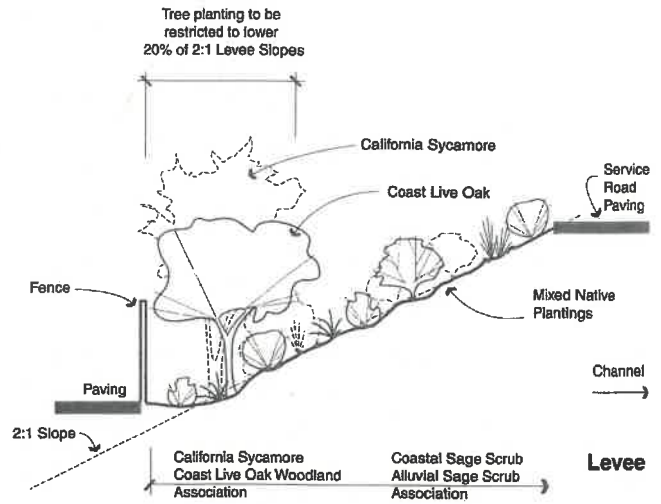 Tree planting to be
restricted to lower
20% of 2:1 Levee Slopes
California Sycamore
Service
Road
Paving
Coast Live Oak
Fence
Mixed Native
Plantings
Paving
Channel
2:1 Slope
California Sycamore
Coast Live Oak Woodland
Association
Coastal Sage Scrub
Alluvial Sage Scrub
Association
Levee